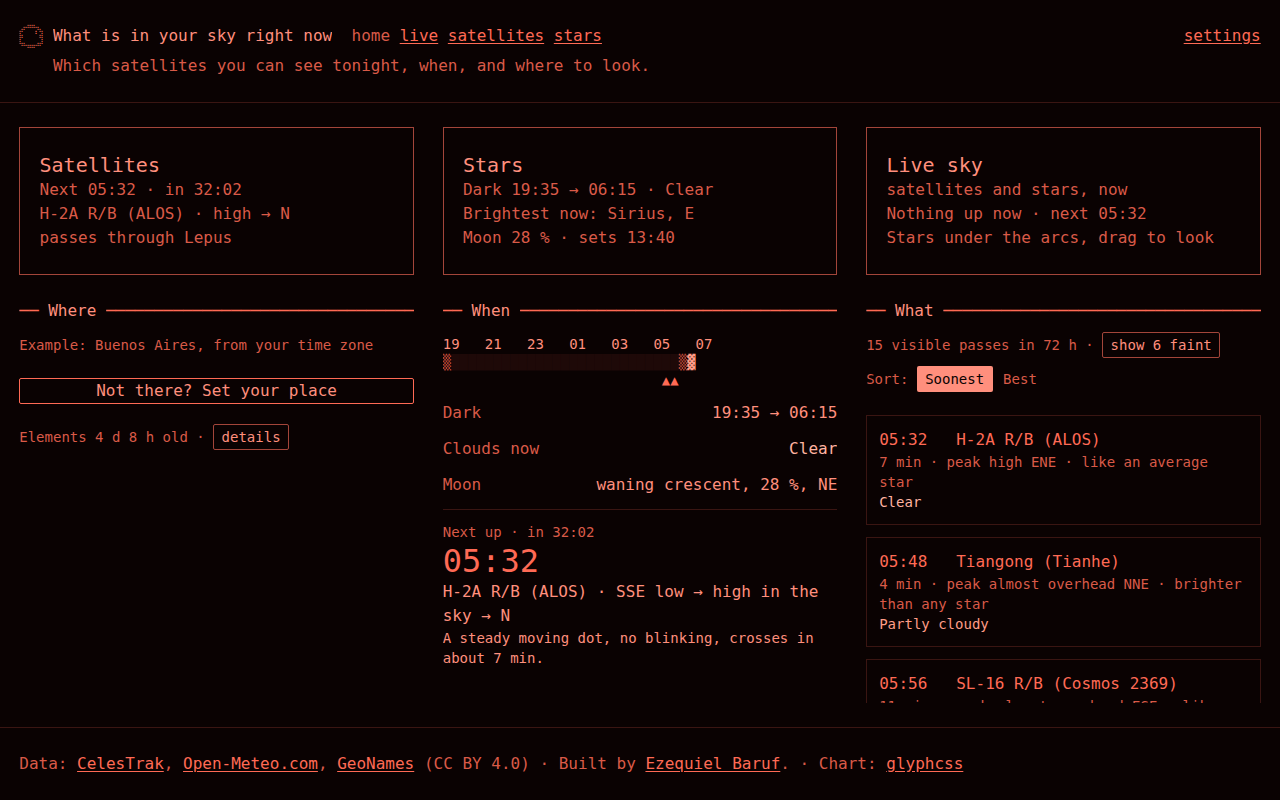 What is in your sky right now home live satellites stars settings
Which satellites you can see tonight, when, and where to look.
Satellites
Next 05:32 · in 32:02
H-2A R/B (ALOS) · high → N
passes through Lepus
Stars
Dark 19:35 → 06:15 · Clear
Brightest now: Sirius, E
Moon 28 % · sets 13:40
Live sky
satellites and stars, now
Nothing up now · next 05:32
Stars under the arcs, drag to look
Where
Example: Buenos Aires, from your time zone
Not there? Set your place
Elements 4 d 8 h old · details
When
19 21 23 01 03 05 07
▲▲
Dark 19:35 → 06:15
Clouds now Clear
Moon waning crescent, 28 %, NE
Next up · in 32:02
05:32
H-2A R/B (ALOS) · SSE low → high in the
sky → N
A steady moving dot, no blinking, crosses in
about 7 min.
What
15 visible passes in 72 h · show 6 faint
Sort: Soonest Best
05:32 H-2A R/B (ALOS)
7 min · peak high ENE · like an average
star
Clear
05:48 Tiangong (Tianhe)
4 min · peak almost overhead NNE · brighter
than any star
Partly cloudy
05:56 SL-16 R/B (Cosmos 2369)
Data: CelesTrak, Open-Meteo.com, GeoNames (CC BY 4.0) · Built by Ezequiel Baruf. · Chart: glyphcss